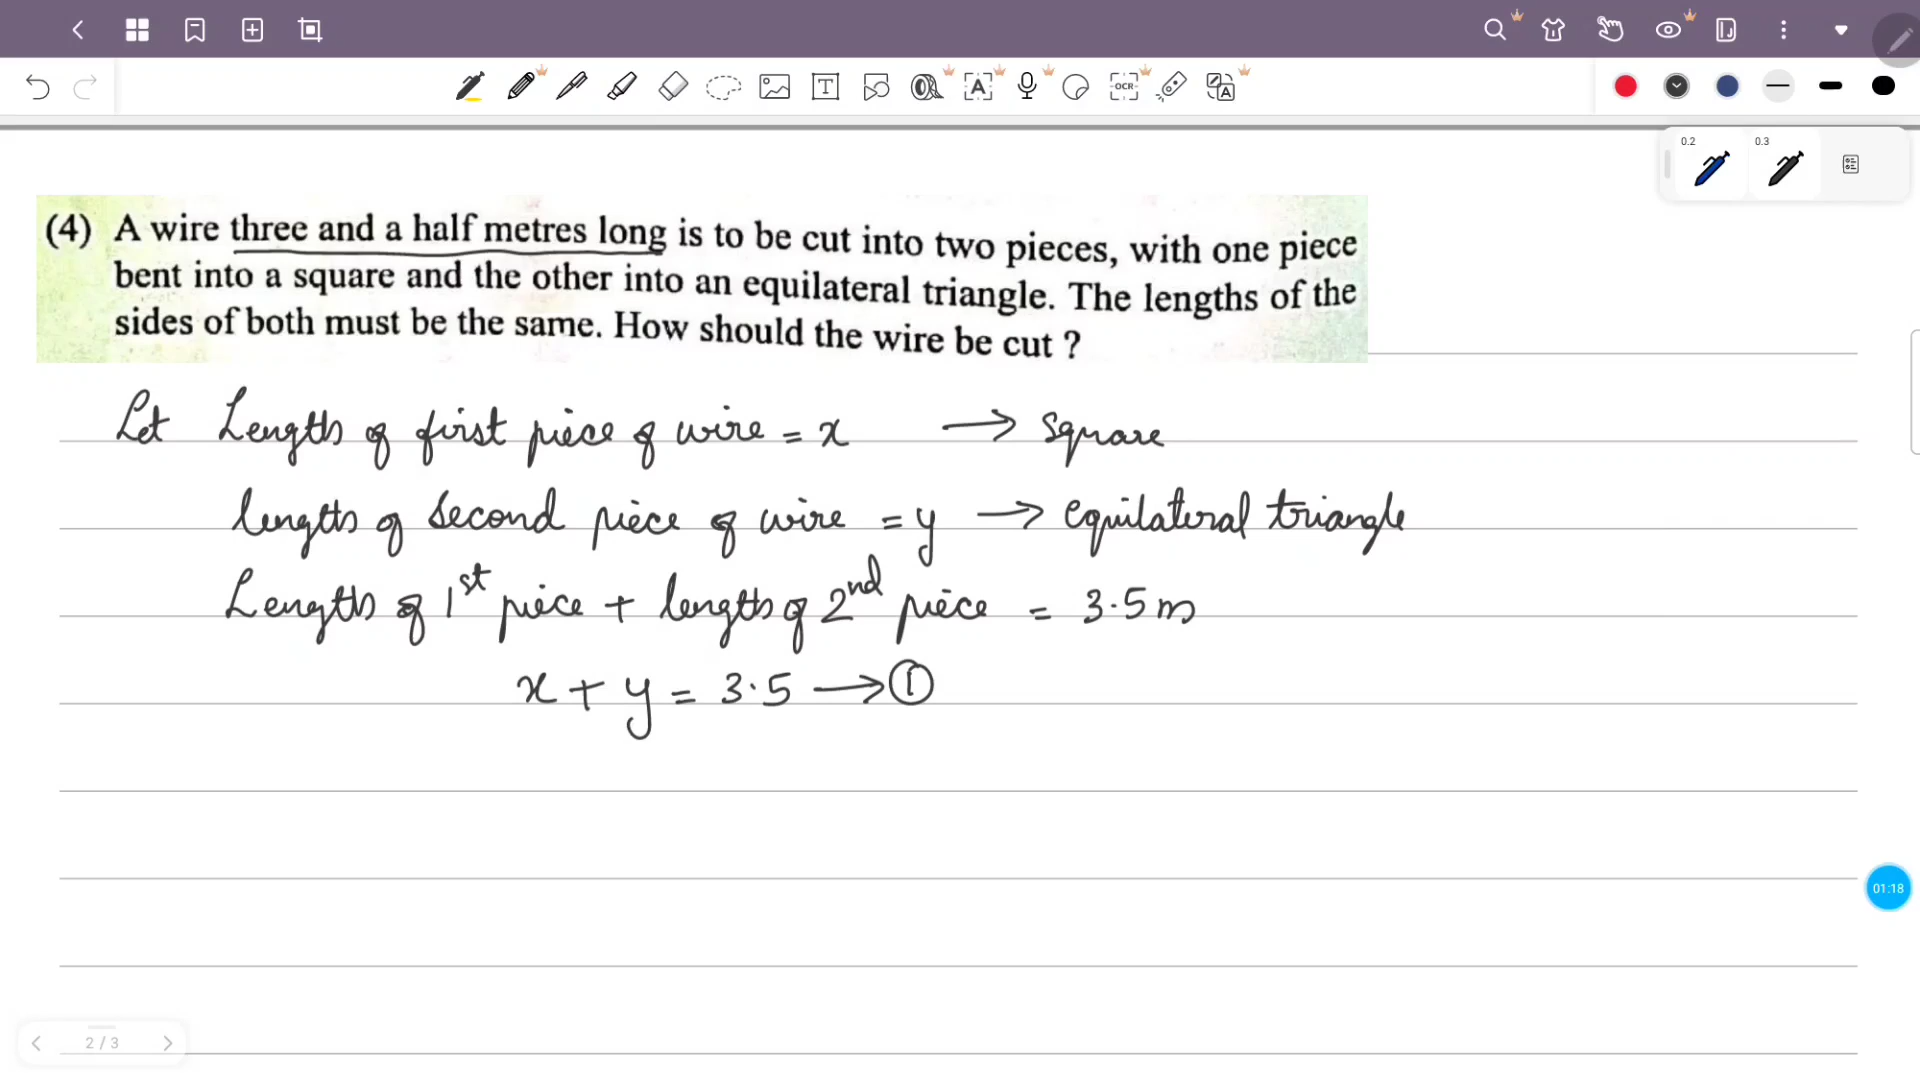 0.2 0.3
(4) A wire three and a half metres long is to be cut into two pieces, with one piece
bent into a square and the other into an equilateral triangle. The lengths of the
sides of both must be the same. How should the wire be cut ?
Let Length of first piece of wire = x → square
length of second piece of wire = y → equilateral triangle
Length of 1st piece + length of 2nd piece = 3.5 m
x + y = 3.5 → ①
01:18
2 / 3